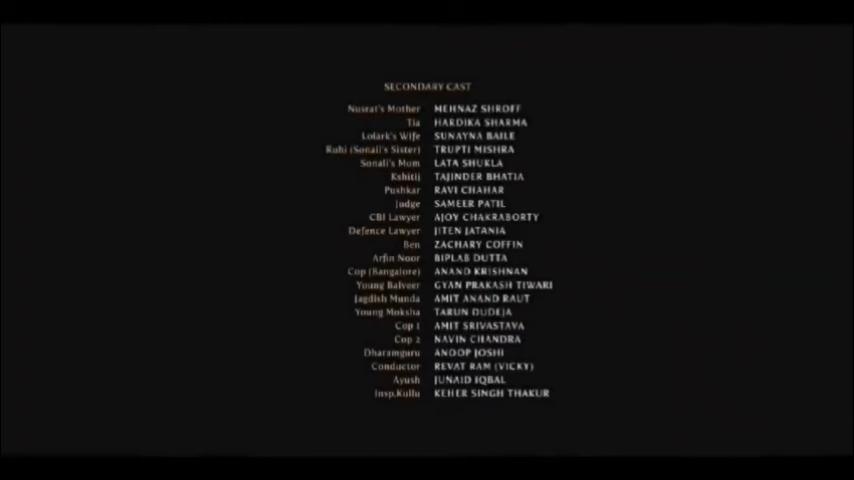 SECONDARY CAST
Nusrat's Mother MEHNAZ SHROFF
Tia HARDIKA SHARMA
Lolark's Wife SUNAYNA BAILE
Ruhi (Sonali's Sister) TRUPTI MISHRA
Sonali's Mom LATA SHUKLA
Kshitij TAJINDER BHATIA
Pushkar RAVI CHAHAR
Judge SAMEER PATIL
CBI Lawyer AJOY CHAKRABORTY
Defence Lawyer JITEN JATANIA
Ben ZACHARY COFFIN
Arfin Noor BIPLAB DUTTA
Cop (Bangalore) ANAND KRISHNAN
Young Balveer GYAN PRAKASH TIWARI
Jagdish Munda AMIT ANAND RAUT
Young Moksha TARUN DUDEJA
Cop 1 AMIT SRIVASTAVA
Cop 2 NAVIN CHANDRA
Dharamguru ANOOP JOSHI
Conductor REVAT RAM (VICKY)
Ayush JUNAID IQBAL
Insp.Kullu KEHER SINGH THAKUR